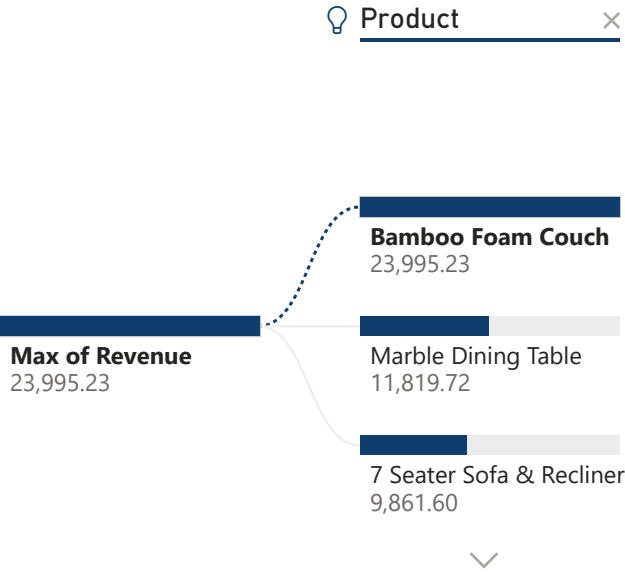 Product
Bamboo Foam Couch
23,995.23
Max of Revenue
23,995.23
Marble Dining Table
11,819.72
7 Seater Sofa & Recliner
9,861.60